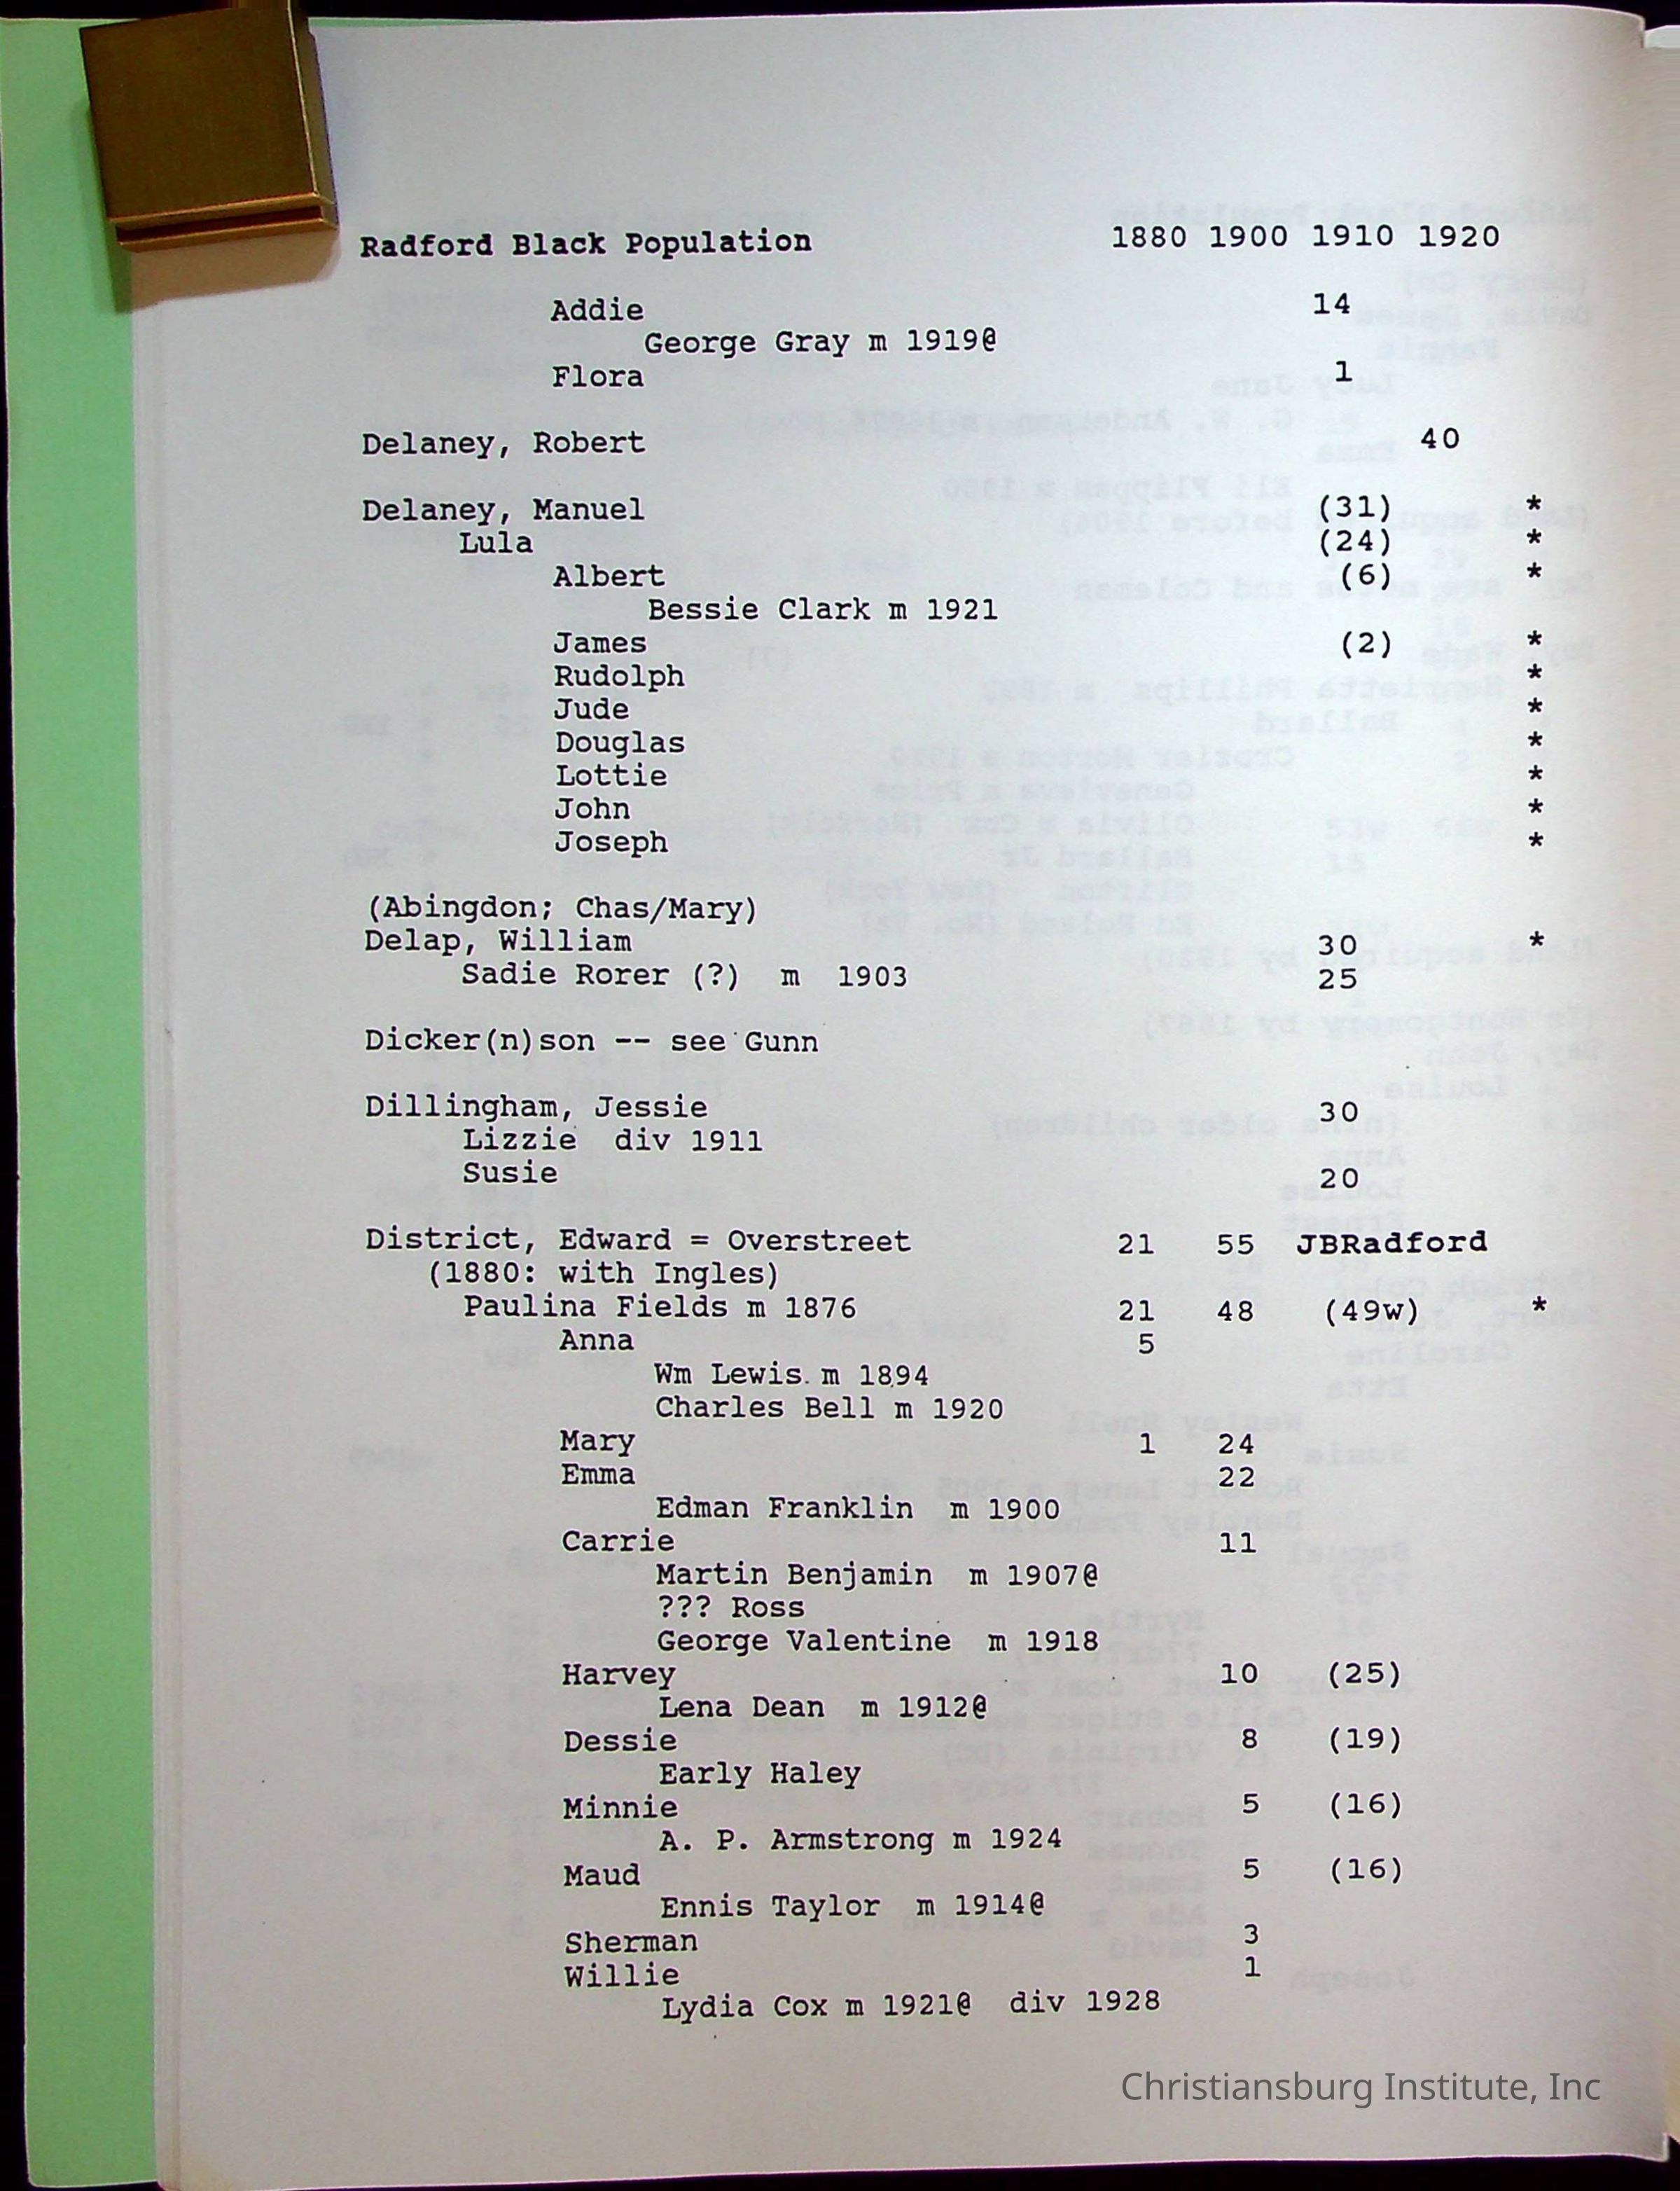 Radford Black Population 1880 1900 1910 1920
Addie 14
George Gray m 1919@
Flora 1
Delaney, Robert 40
Delaney, Manuel (31) *
Lula (24) *
Albert (6) *
Bessie Clark m 1921
James (2) *
Rudolph *
Jude *
Douglas *
Lottie *
John *
Joseph *
(Abingdon; Chas/Mary)
Delap, William 30 *
Sadie Rorer (?) m 1903 25
Dicker(n)son -- see Gunn
Dillingham, Jessie 30
Lizzie div 1911
Susie 20
District, Edward = Overstreet 21 55 JBRadford
(1880: with Ingles)
Paulina Fields m 1876 21 48 (49w) *
Anna 5
Wm Lewis m 1894
Charles Bell m 1920
Mary 1 24
Emma 22
Edman Franklin m 1900
Carrie 11
Martin Benjamin m 1907@
??? Ross
George Valentine m 1918
Harvey 10 (25)
Lena Dean m 1912@
Dessie 8 (19)
Early Haley
Minnie 5 (16)
A. P. Armstrong m 1924
Maud 5 (16)
Ennis Taylor m 1914@
Sherman 3
Willie 1
Lydia Cox m 1921@ div 1928
Christiansburg Institute, Inc